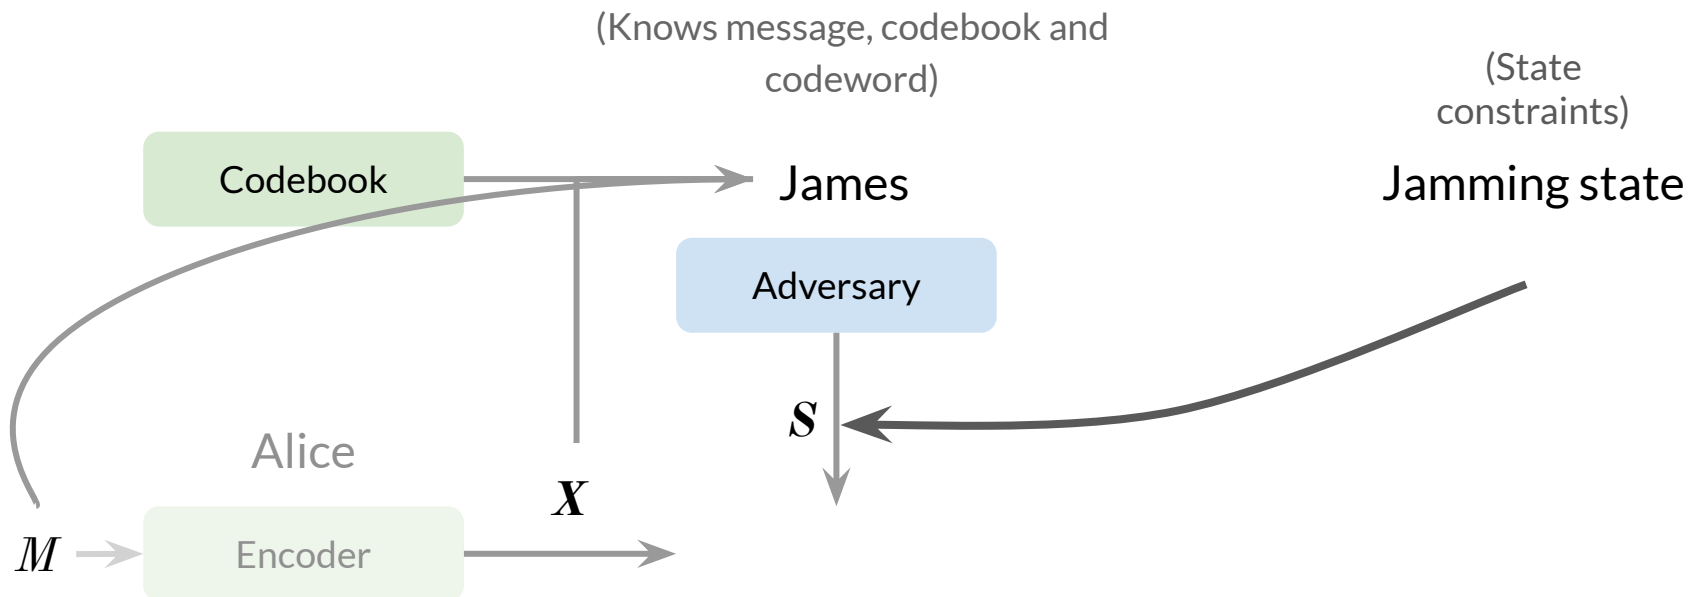 (Knows message, codebook and
codeword)
(State
constraints)
Codebook
James
Jamming state
Adversary
S
Alice
X
M
Encoder